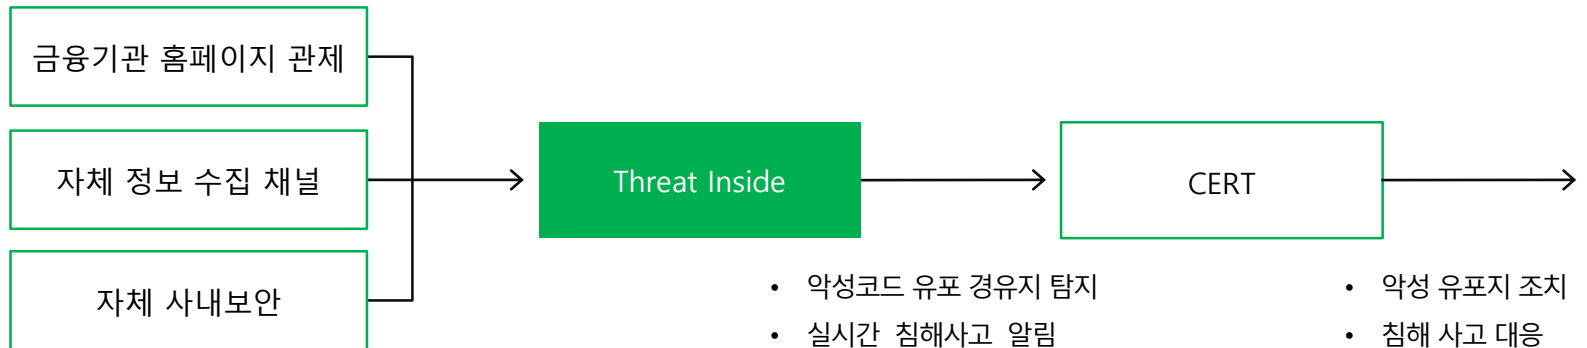 금융기관 홈페이지 관제
자체 정보 수집 채널
자체 사내보안
Threat Inside
CERT
• 악성코드 유포 경유지 탐지
• 실시간 침해사고 알림
• 악성 유포지 조치
• 침해 사고 대응